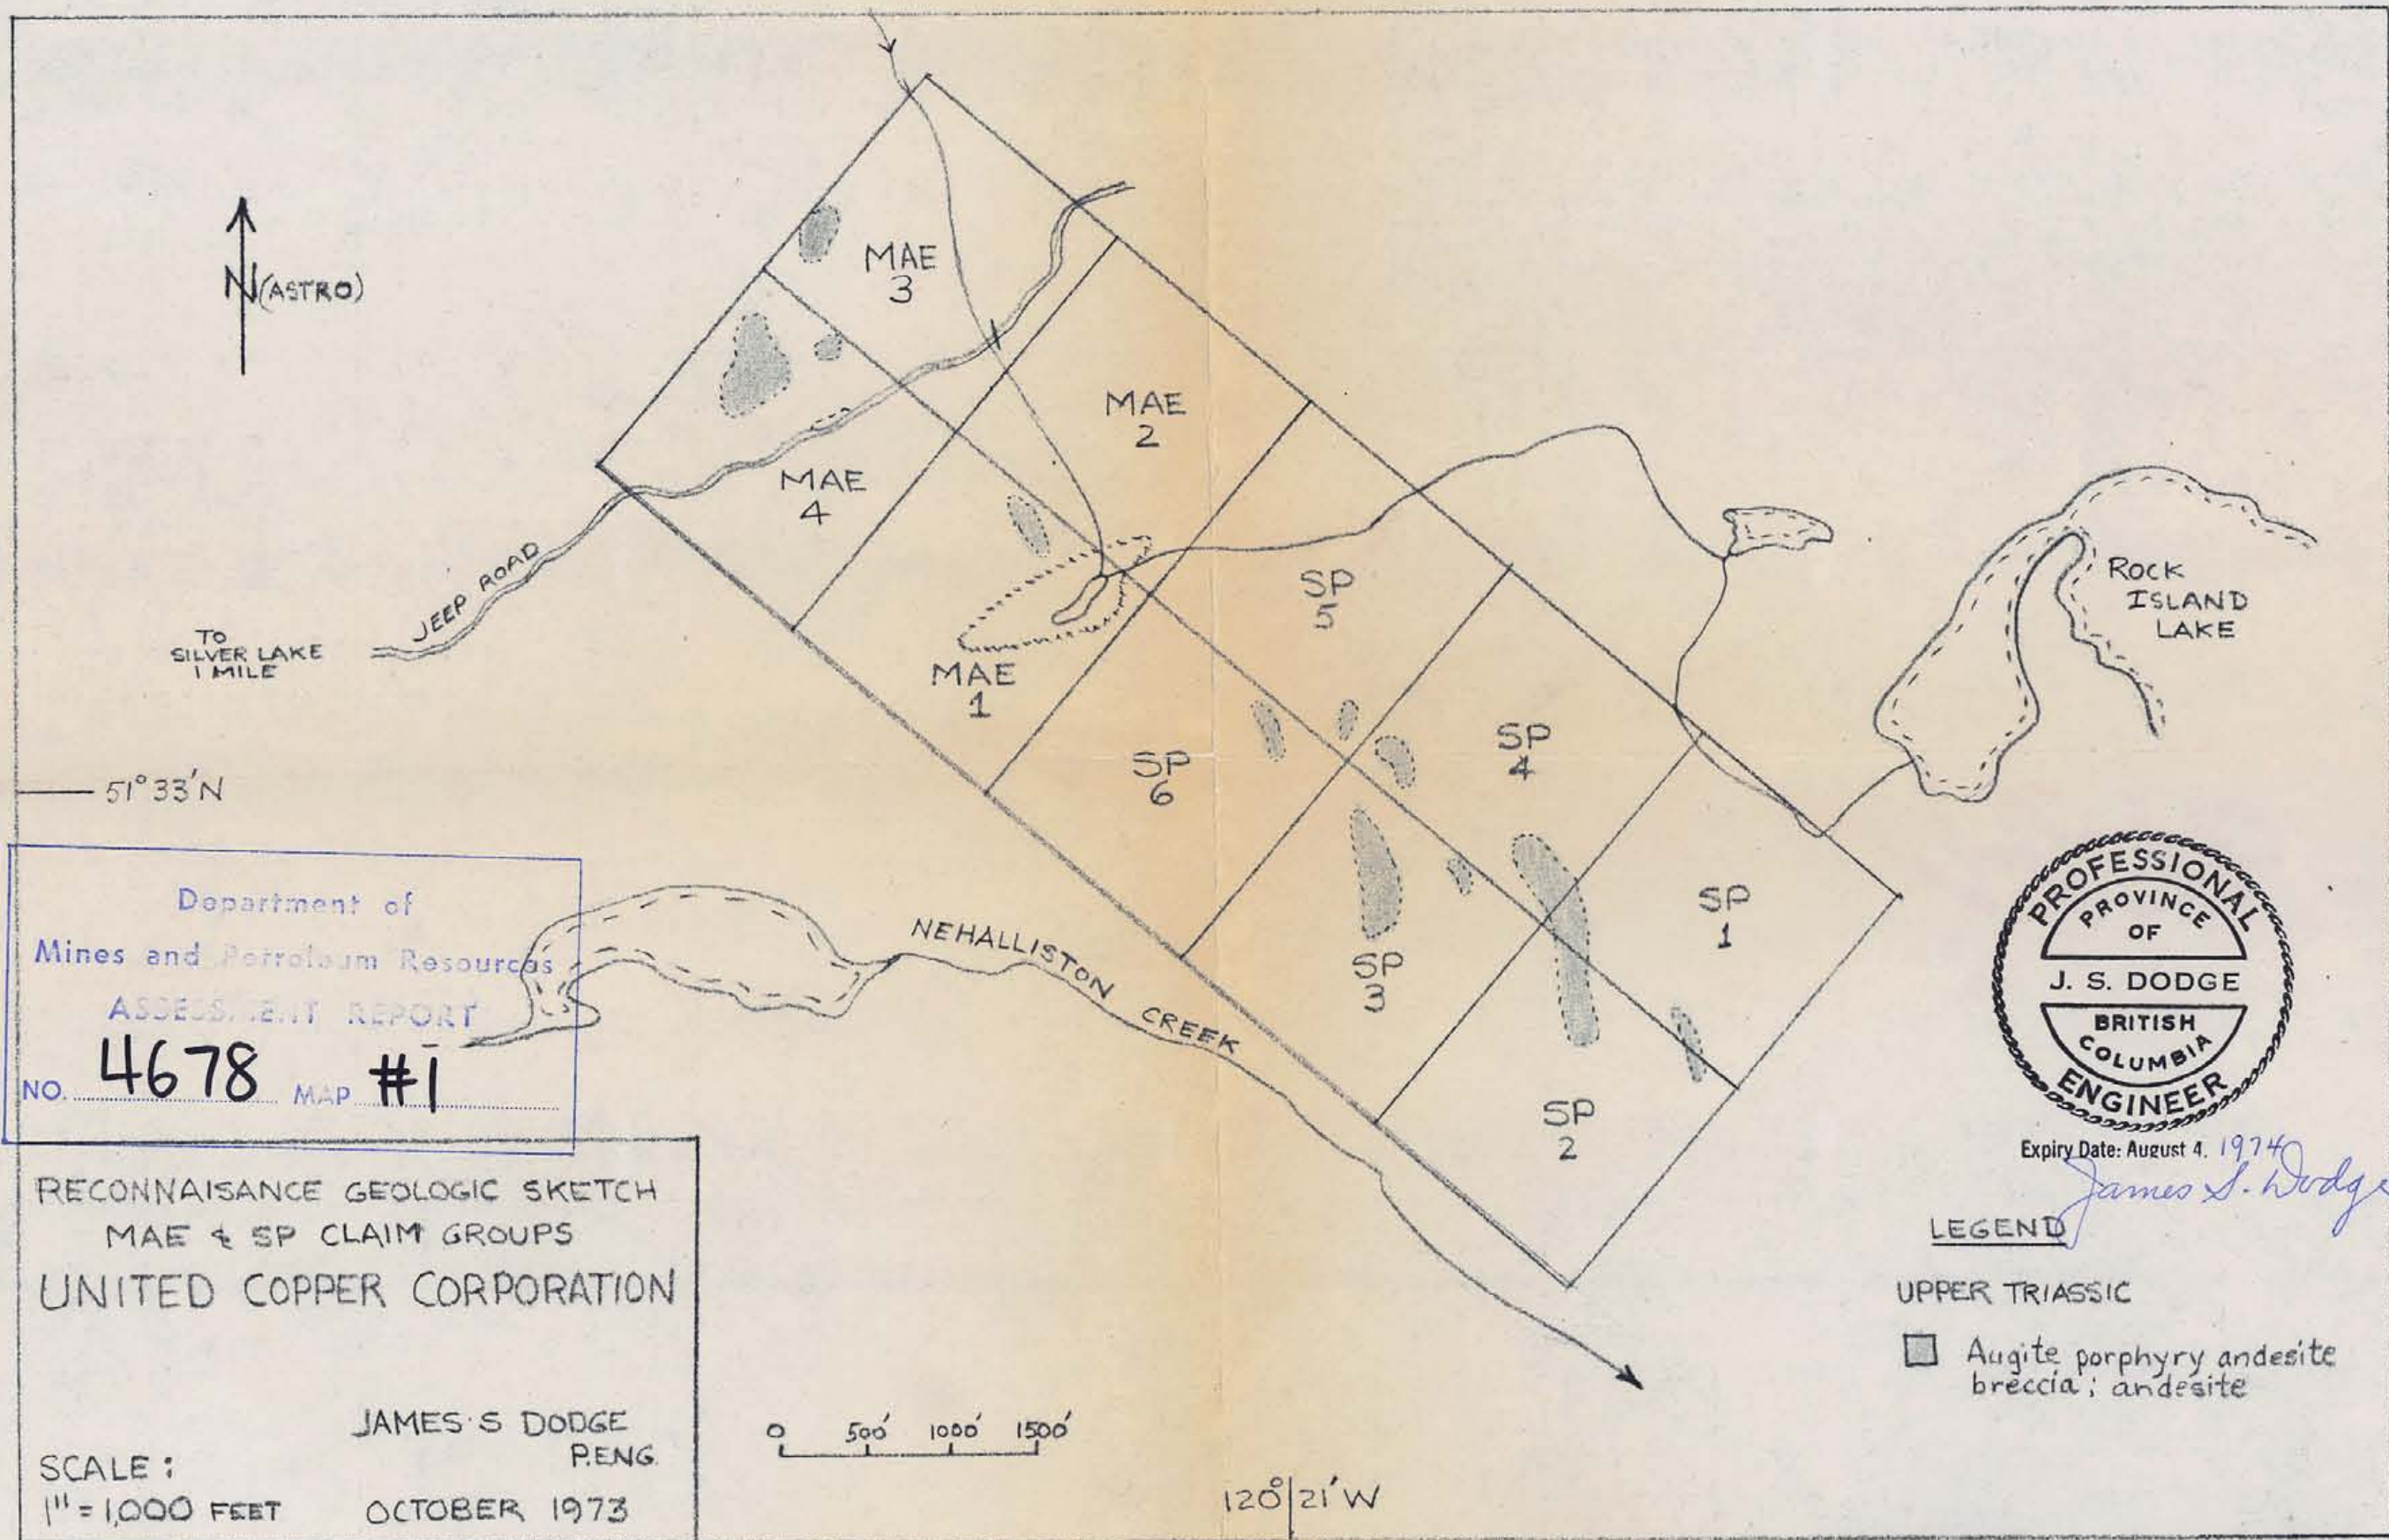 N (ASTRO)
MAE
3
MAE
2
MAE
4
MAE
1
SP
5
SP
6
SP
4
SP
3
SP
1
SP
2
JEEP ROAD
TO
SILVER LAKE
1 MILE
ROCK
ISLAND
LAKE
51°33'N
NEHALLISTON CREEK
Department of
Mines and Petroleum Resources
ASSESSMENT REPORT
NO. 4678 MAP #1
RECONNAISANCE GEOLOGIC SKETCH
MAE & SP CLAIM GROUPS
UNITED COPPER CORPORATION
JAMES S DODGE
P.ENG.
SCALE:
1" = 1,000 FEET OCTOBER 1973
0 500' 1000' 1500'
120°21'W
PROFESSIONAL
PROVINCE
OF
J. S. DODGE
BRITISH
COLUMBIA
ENGINEER
Expiry Date: August 4, 1974
James S. Dodge
LEGEND
UPPER TRIASSIC
Augite porphyry andesite
breccia; andesite